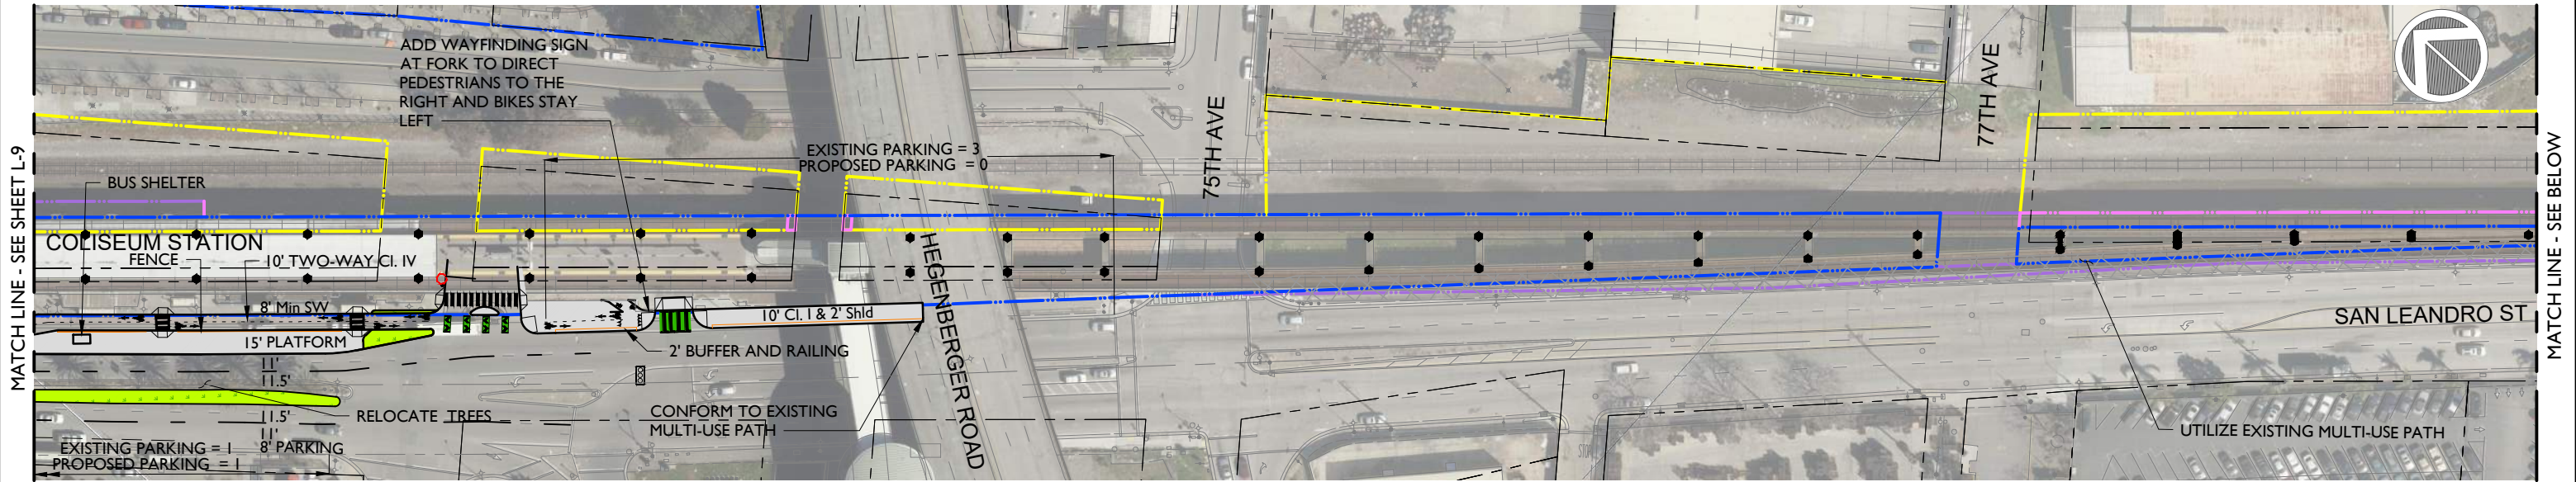 MATCH LINE - SEE SHEET L-9
ADD WAYFINDING SIGN
AT FORK TO DIRECT
PEDESTRIANS TO THE
RIGHT AND BIKES STAY
LEFT
BUS SHELTER
COLISEUM STATION
FENCE
10' TWO-WAY Cl. IV
8' Min SW
15' PLATFORM
11'
11.5'
11.5'
11'
RELOCATE TREES
EXISTING PARKING = 1
PROPOSED PARKING = 1
8' PARKING
EXISTING PARKING = 3
PROPOSED PARKING = 0
10' Cl. I & 2' Shld
2' BUFFER AND RAILING
CONFORM TO EXISTING
MULTI-USE PATH
HEGENBERGER ROAD
75TH AVE
77TH AVE
SAN LEANDRO ST
UTILIZE EXISTING MULTI-USE PATH
MATCH LINE - SEE BELOW